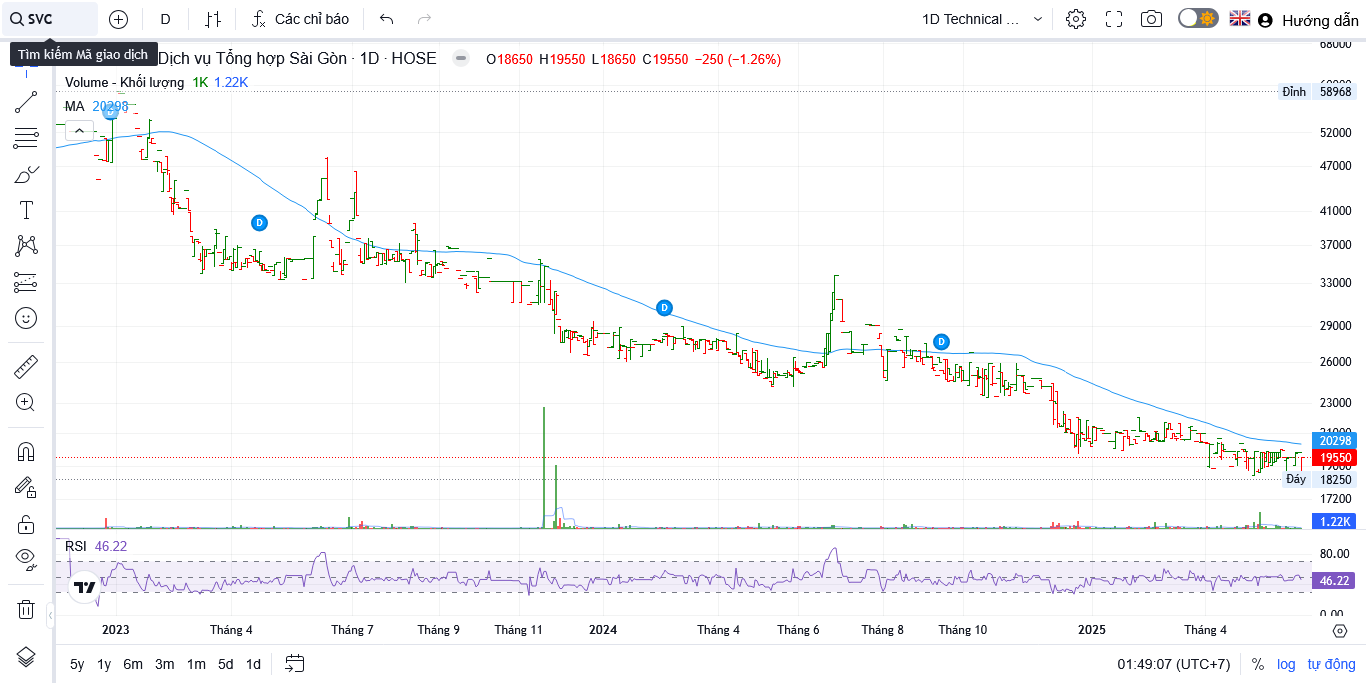 SVC
D
Các chỉ báo
1D Technical ...
Hướng dẫn
Tìm kiếm Mã giao dịch
Dịch vụ Tổng hợp Sài Gòn · 1D · HOSE
O18650 H19550 L18650 C19550 −250 (−1.26%)
Volume - Khối lượng 1K 1.22K
MA 20298
D
D
D
D
68000
Đỉnh 58968
52000
47000
41000
37000
33000
29000
26000
23000
21000
20298
19550
19000
Đáy 18250
17200
1.22K
RSI 46.22
80.00
46.22
0.00
2023 Tháng 4 Tháng 7 Tháng 9 Tháng 11 2024 Tháng 4 Tháng 6 Tháng 8 Tháng 10 2025 Tháng 4
5y 1y 6m 3m 1m 5d 1d
01:49:07 (UTC+7) % log tự động